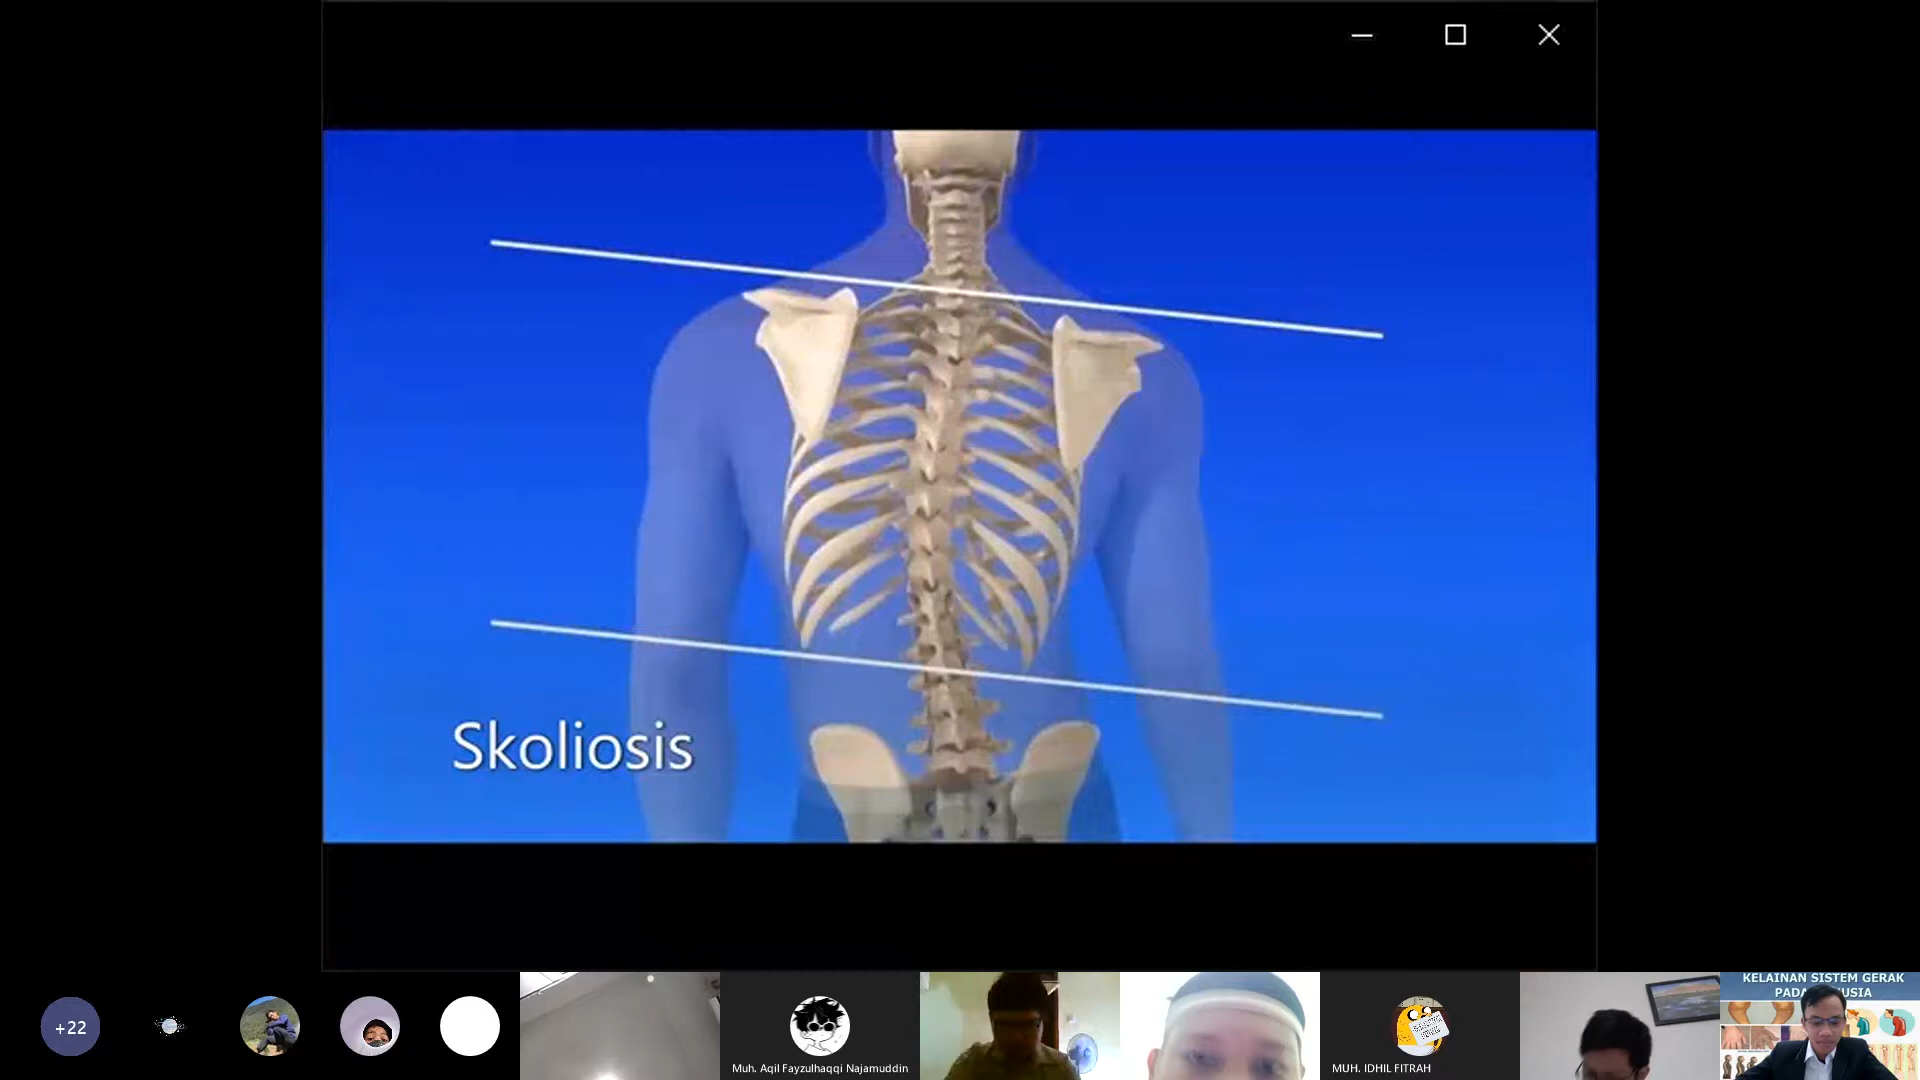 Skoliosis
+22
Muh. Aqil Fayzulhaqqi Najamuddin
MUH. IDHIL FITRAH
KELAINAN SISTEM GERAK